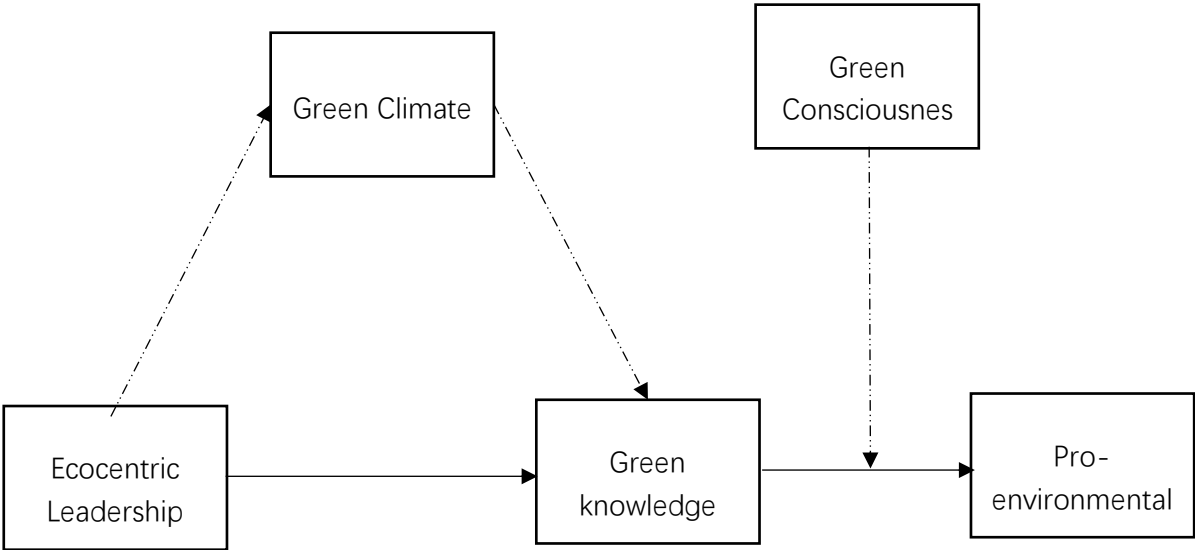 Green Climate
Green
Consciousnes
Ecocentric
Leadership
Green
knowledge
Pro-
environmental